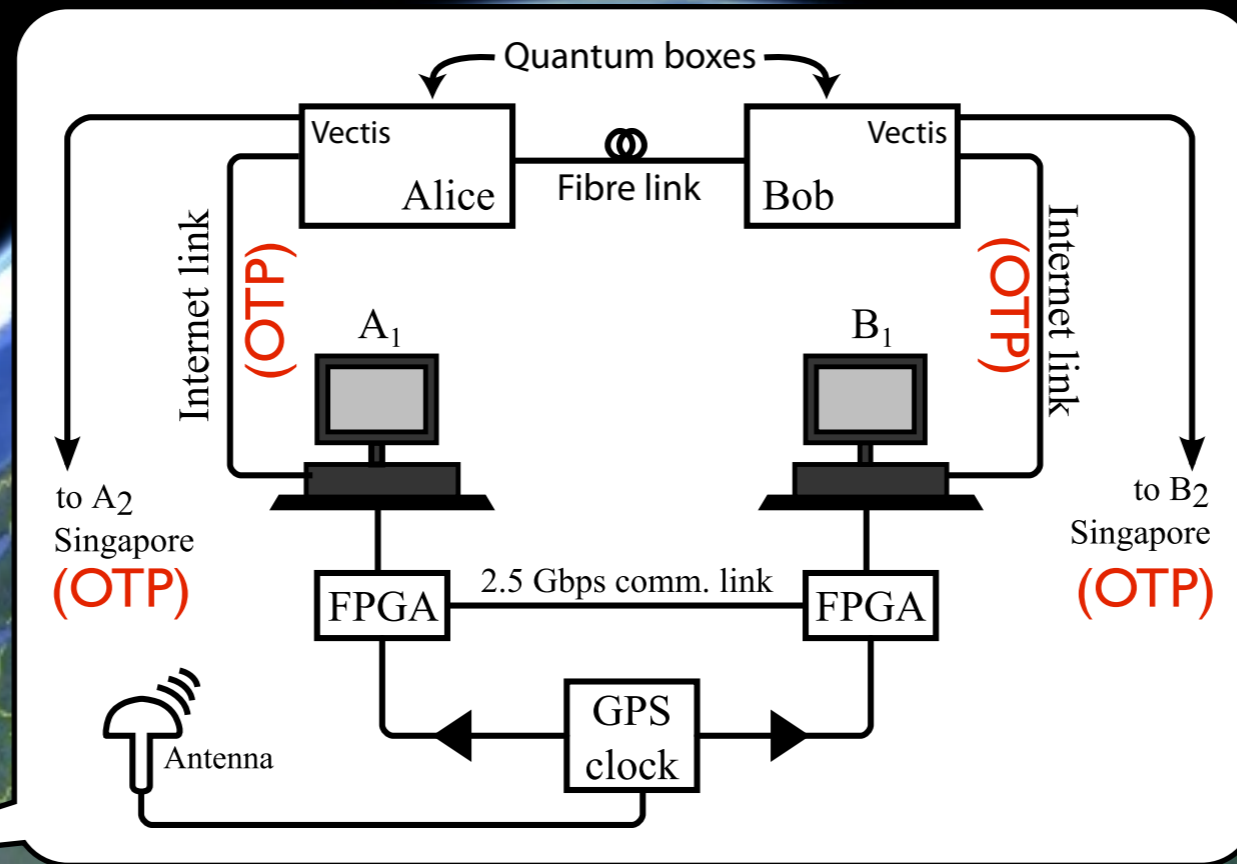 Quantum boxes
Vectis
Alice
Fibre link
Vectis
Bob
Internet link
(OTP)
A1
B1
(OTP)
Internet link
to A2
Singapore
(OTP)
to B2
Singapore
(OTP)
FPGA
2.5 Gbps comm. link
FPGA
GPS
clock
Antenna